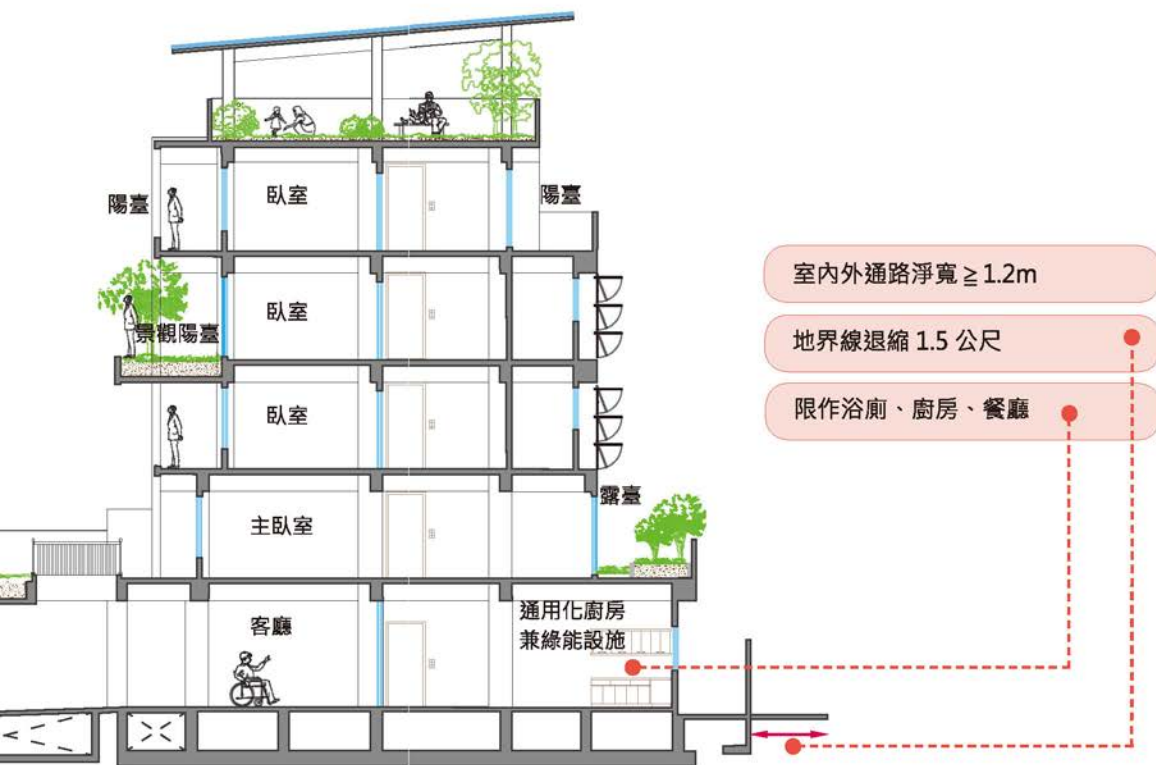 陽臺
臥室
陽臺
臥室
景觀陽臺
臥室
露臺
主臥室
客廳
通用化廚房
兼綠能設施
室內外通路淨寬 ≧ 1.2m
地界線退縮 1.5 公尺
限作浴廁、廚房、餐廳